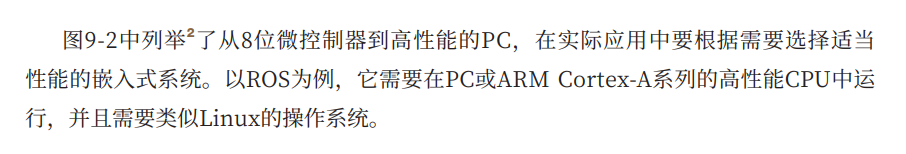 图9-2中列举²了从8位微控制器到高性能的PC，在实际应用中要根据需要选择适当
性能的嵌入式系统。以ROS为例，它需要在PC或ARM Cortex-A系列的高性能CPU中运
行，并且需要类似Linux的操作系统。